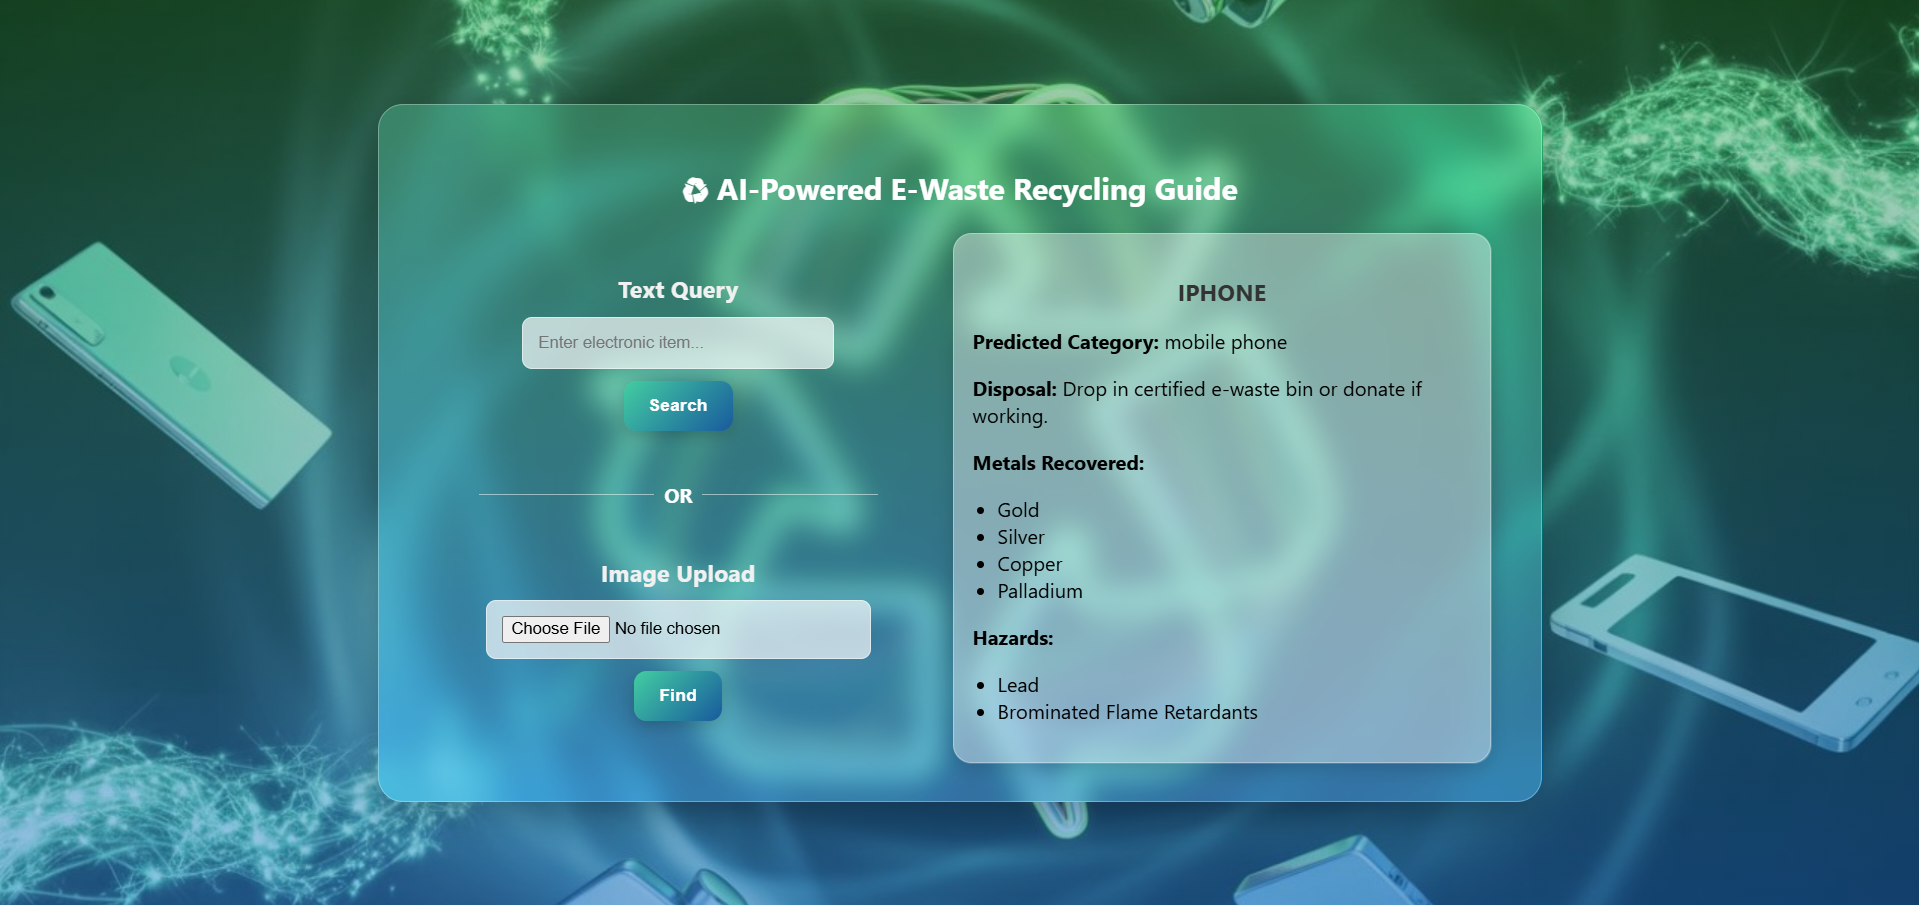 ♻ AI-Powered E-Waste Recycling Guide
Text Query
Enter electronic item...
Search
OR
Image Upload
Choose File No file chosen
Find
IPHONE
Predicted Category: mobile phone
Disposal: Drop in certified e-waste bin or donate if
working.
Metals Recovered:
• Gold
• Silver
• Copper
• Palladium
Hazards:
• Lead
• Brominated Flame Retardants